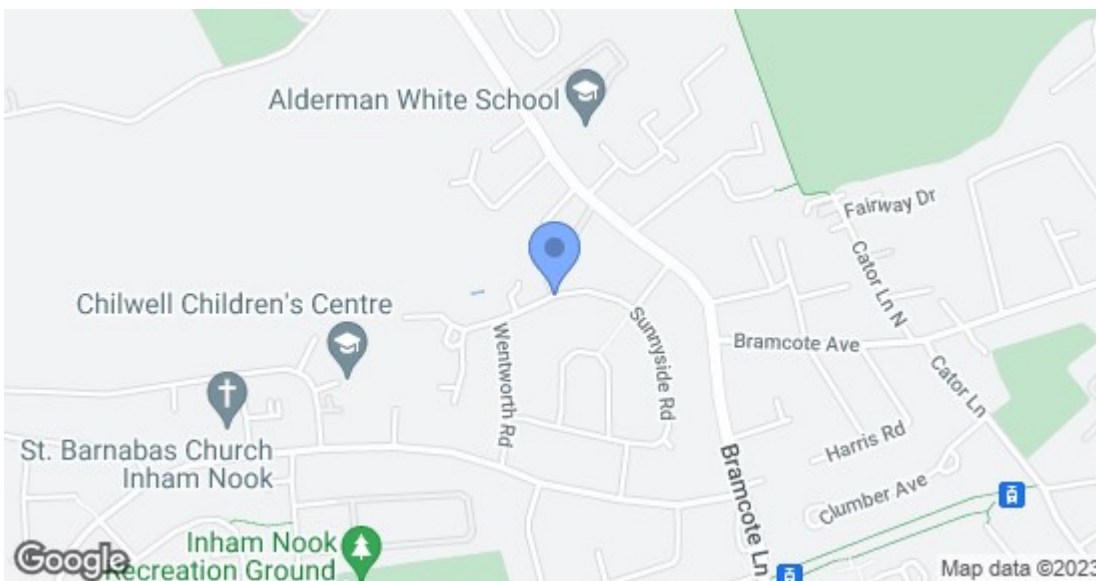 Alderman White School
Fairway Dr
Cator Ln N
Chilwell Children's Centre
Wentworth Rd
Sunnyside Rd
Bramcote Ave
Cator Ln
St. Barnabas Church
Inham Nook
Harris Rd
Bramcote Ln
Clumber Ave
Inham Nook
Recreation Ground
Google
Map data ©2023